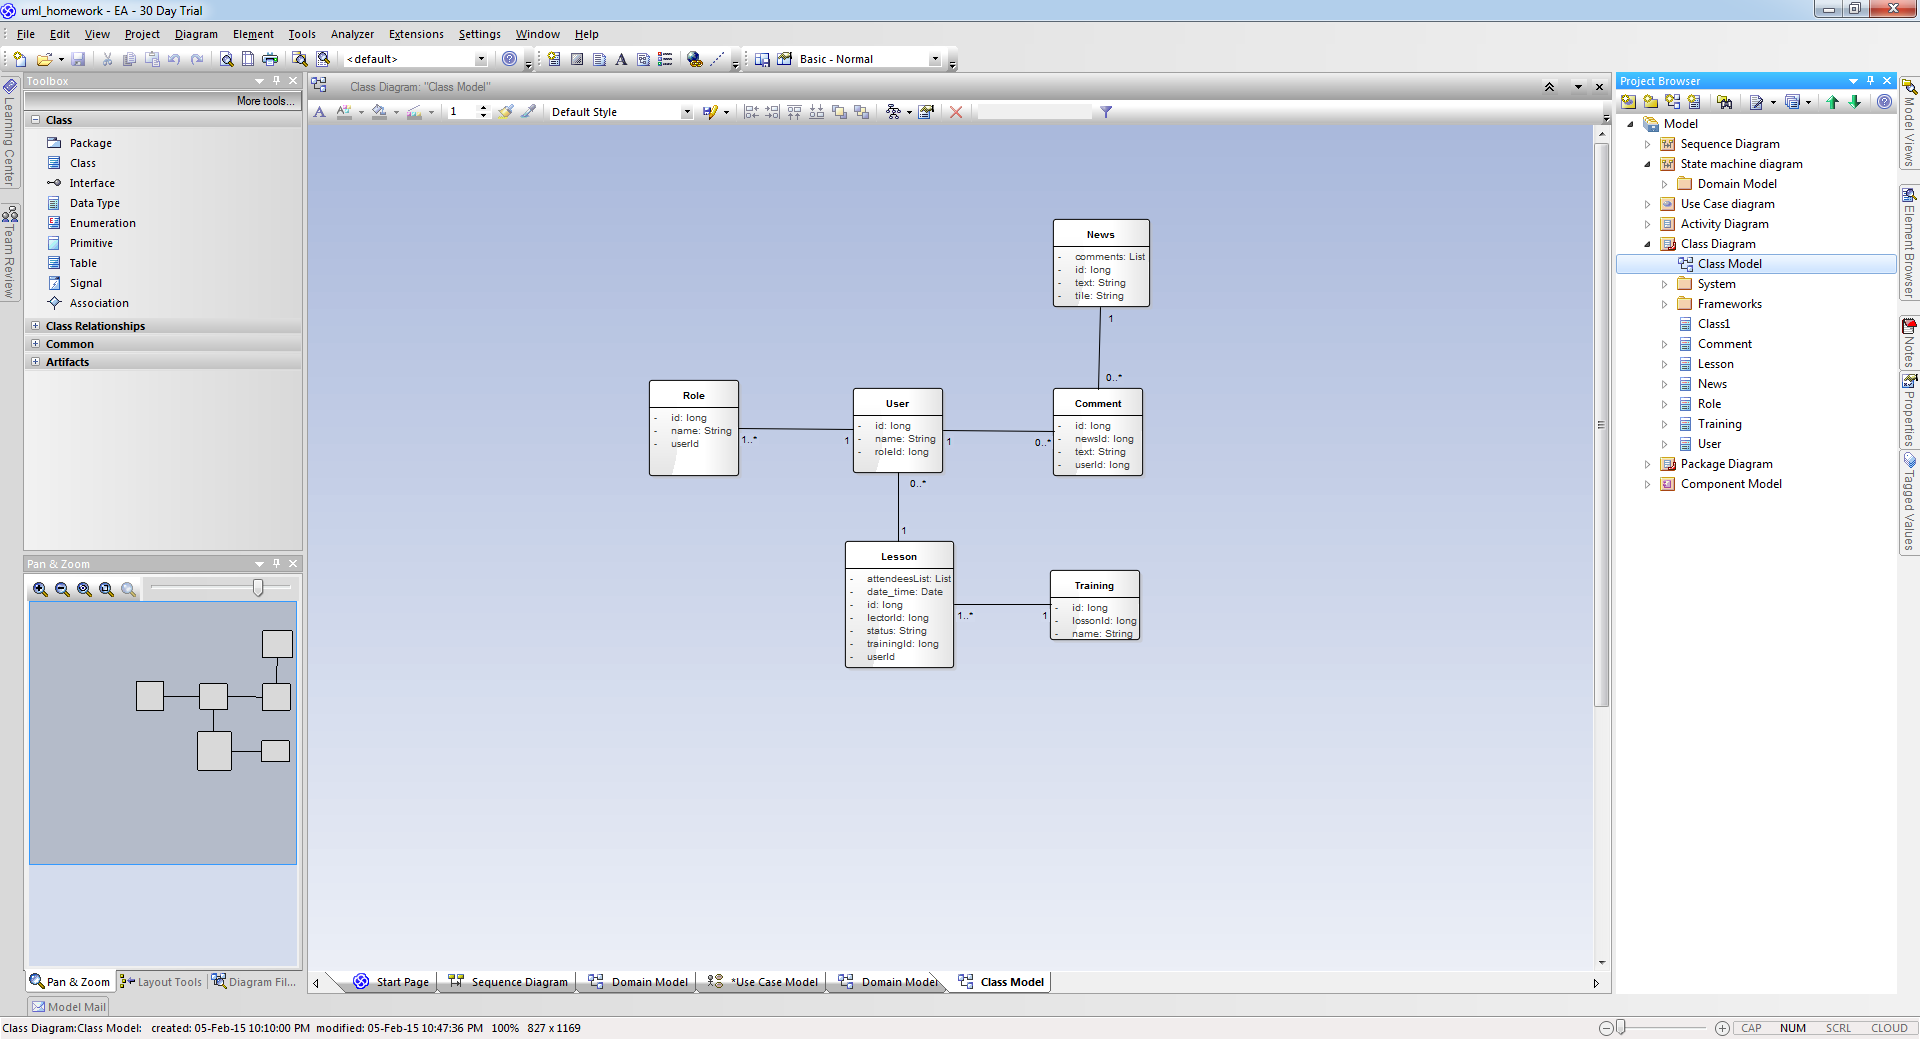 uml_homework - EA - 30 Day Trial
File Edit View Project Diagram Element Tools Analyzer Extensions Settings Window Help
<default>
Basic - Normal
Learning Center
Team Review
Toolbox
More tools...
Class
Package
Class
Interface
Data Type
Enumeration
Primitive
Table
Signal
Association
Class Relationships
Common
Artifacts
Pan & Zoom
Pan & Zoom Layout Tools Diagram Fil...
Model Mail
Class Diagram: "Class Model"
1 Default Style
News
- comments: List
- id: long
- text: String
- tile: String
1
0..*
Role
- id: long
- name: String
- userId
1..*
1
User
- id: long
- name: String
- roleId: long
1
0..*
Comment
- id: long
- newsId: long
- text: String
- userId: long
0..*
1
Lesson
- attendeesList: List
- date_time: Date
- id: long
- lectorId: long
- status: String
- trainingId: long
- userId
1..*
1
Training
- id: long
- lossonId: long
- name: String
Start Page Sequence Diagram Domain Model *Use Case Model Domain Model Class Model
Project Browser
Model
Sequence Diagram
State machine diagram
Domain Model
Use Case diagram
Activity Diagram
Class Diagram
Class Model
System
Frameworks
Class1
Comment
Lesson
News
Role
Training
User
Package Diagram
Component Model
Model Views
Element Browser
Notes
Properties
Tagged Values
Class Diagram:Class Model: created: 05-Feb-15 10:10:00 PM modified: 05-Feb-15 10:47:36 PM 100% 827 x 1169
CAP NUM SCRL CLOUD